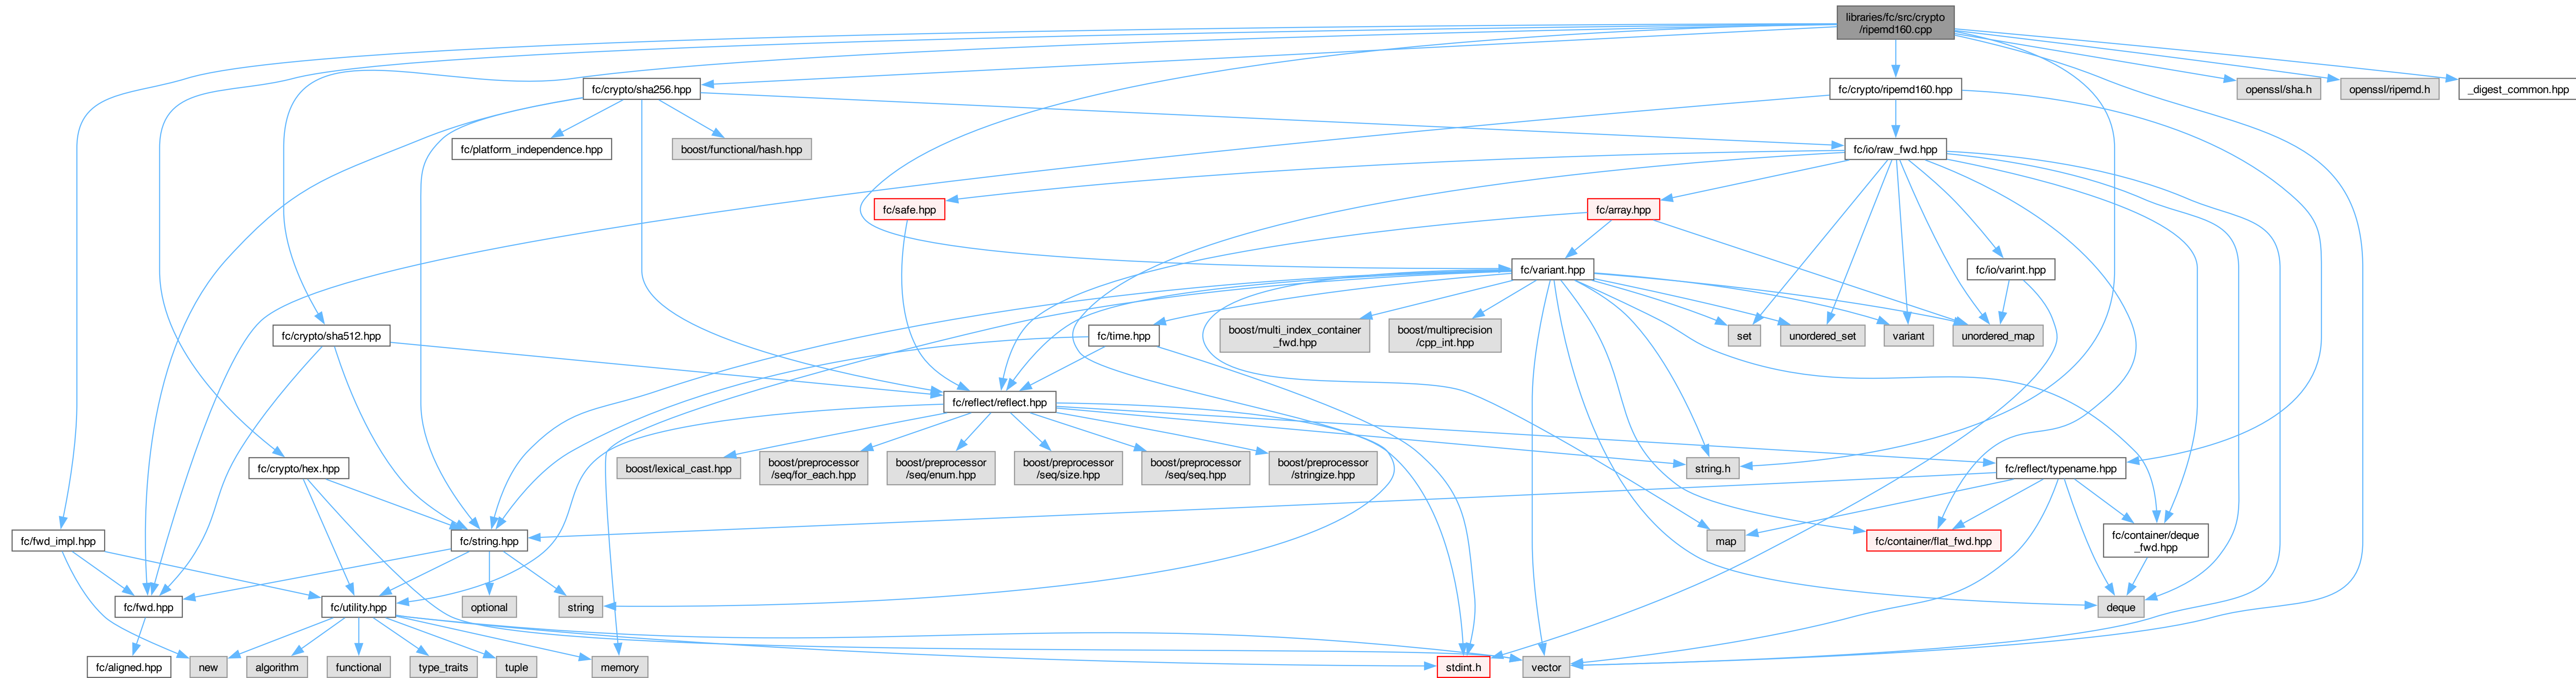 libraries/fc/src/crypto
/ripemd160.cpp
fc/crypto/sha256.hpp
fc/crypto/ripemd160.hpp
openssl/sha.h
openssl/ripemd.h
_digest_common.hpp
fc/platform_independence.hpp
boost/functional/hash.hpp
fc/io/raw_fwd.hpp
fc/safe.hpp
fc/array.hpp
fc/variant.hpp
fc/io/varint.hpp
fc/crypto/sha512.hpp
fc/time.hpp
boost/multi_index_container
_fwd.hpp
boost/multiprecision
/cpp_int.hpp
set
unordered_set
variant
unordered_map
fc/reflect/reflect.hpp
fc/crypto/hex.hpp
boost/lexical_cast.hpp
boost/preprocessor
/seq/for_each.hpp
boost/preprocessor
/seq/enum.hpp
boost/preprocessor
/seq/size.hpp
boost/preprocessor
/seq/seq.hpp
boost/preprocessor
/stringize.hpp
string.h
fc/reflect/typename.hpp
fc/fwd_impl.hpp
fc/string.hpp
map
fc/container/flat_fwd.hpp
fc/container/deque
_fwd.hpp
fc/fwd.hpp
fc/utility.hpp
optional
string
deque
fc/aligned.hpp
new
algorithm
functional
type_traits
tuple
memory
stdint.h
vector